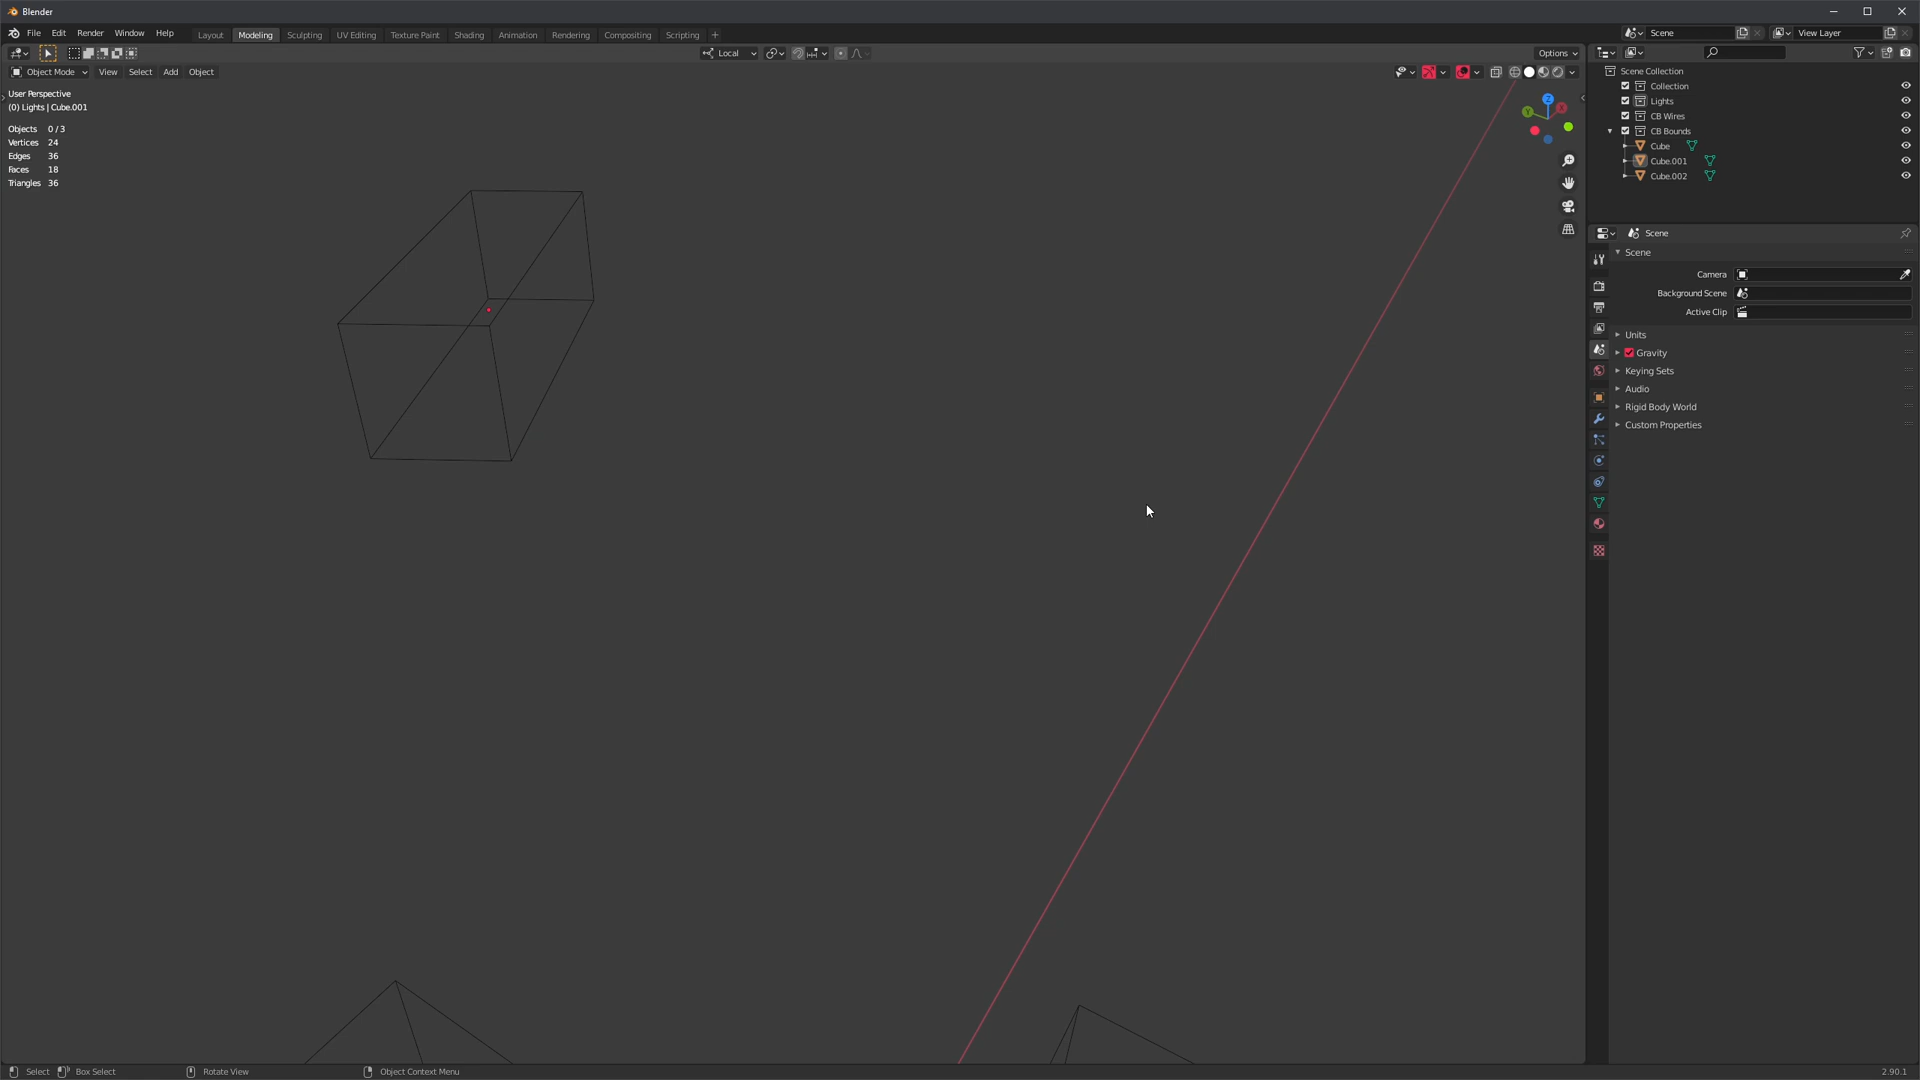 Blender
File Edit Render Window Help Layout Modeling Sculpting UV Editing Texture Paint Shading Animation Rendering Compositing Scripting +
Scene View Layer
Local Options
Object Mode View Select Add Object
User Perspective
(0) Lights | Cube.001
Objects 0 / 3
Vertices 24
Edges 36
Faces 18
Triangles 36
Z
X
Y
Scene Collection
Collection
Lights
CB Wires
CB Bounds
Cube
Cube.001
Cube.002
Scene
Scene
Camera
Background Scene
Active Clip
Units
Gravity
Keying Sets
Audio
Rigid Body World
Custom Properties
Select Box Select Rotate View Object Context Menu 2.90.1